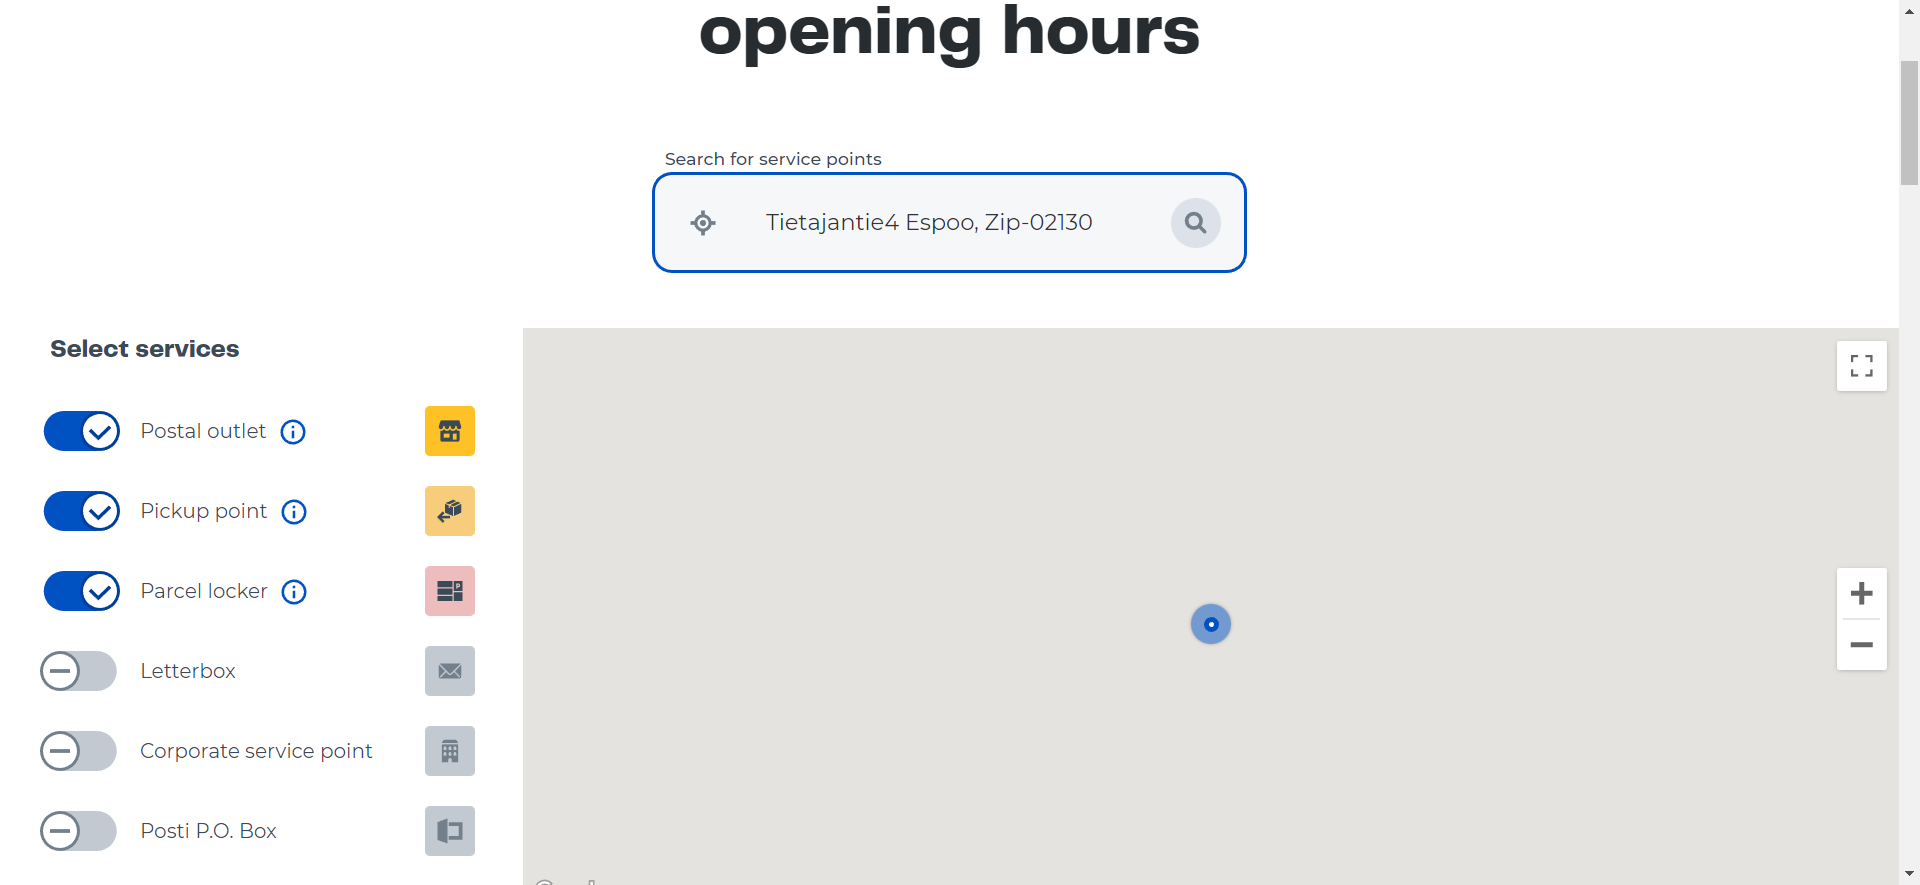 opening hours
Search for service points
Tietajantie4 Espoo, Zip-02130
Select services
Postal outlet
Pickup point
Parcel locker
Letterbox
Corporate service point
Posti P.O. Box